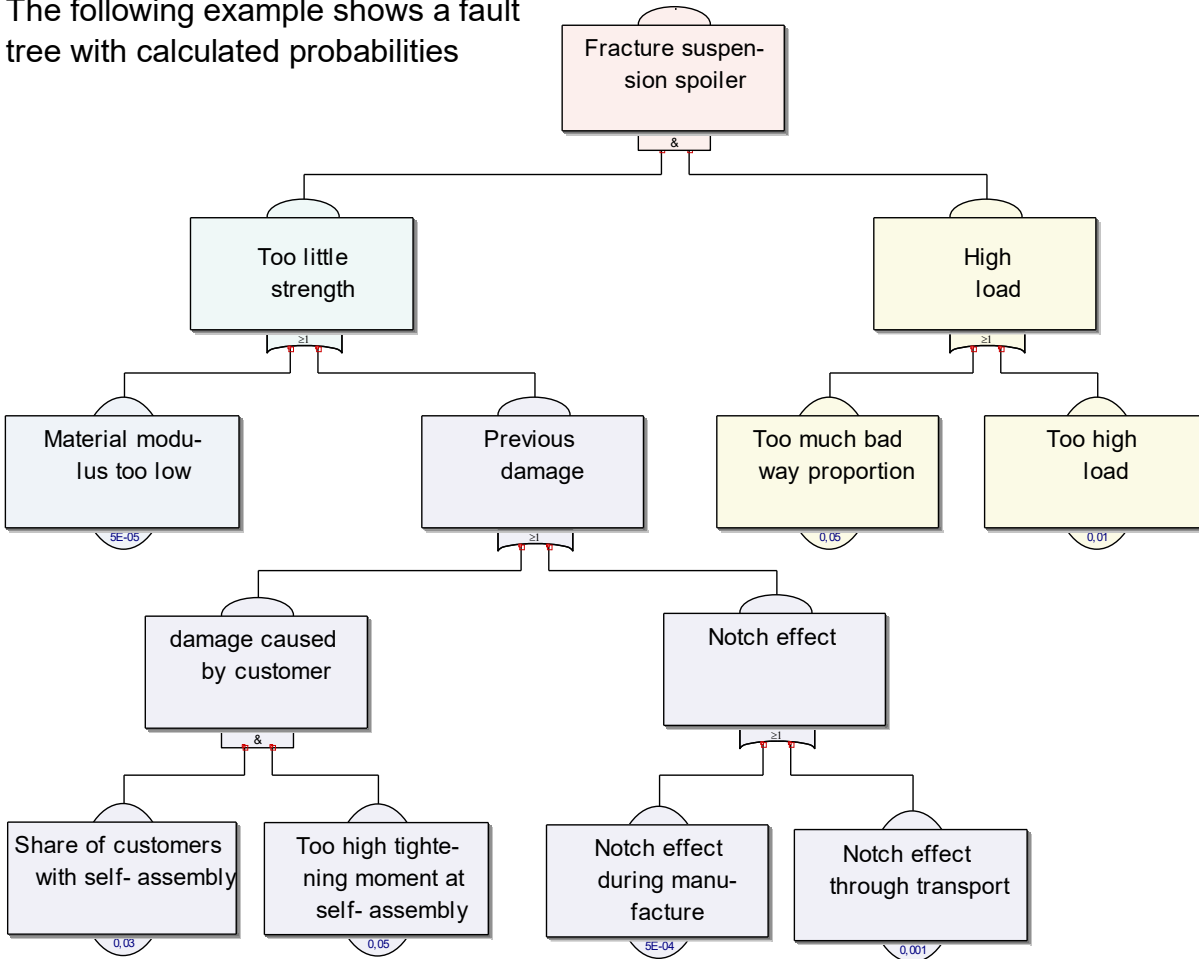 The following example shows a fault
tree with calculated probabilities
Fracture suspen-
sion spoiler
&
Too little
strength
≥1
High
load
≥1
Material modu-
lus too low
5E-05
Previous
damage
≥1
Too much bad
way proportion
0,05
Too high
load
0,01
damage caused
by customer
&
Notch effect
≥1
Share of customers
with self- assembly
0,03
Too high tighte-
ning moment at
self- assembly
0,05
Notch effect
during manu-
facture
5E-04
Notch effect
through transport
0,001